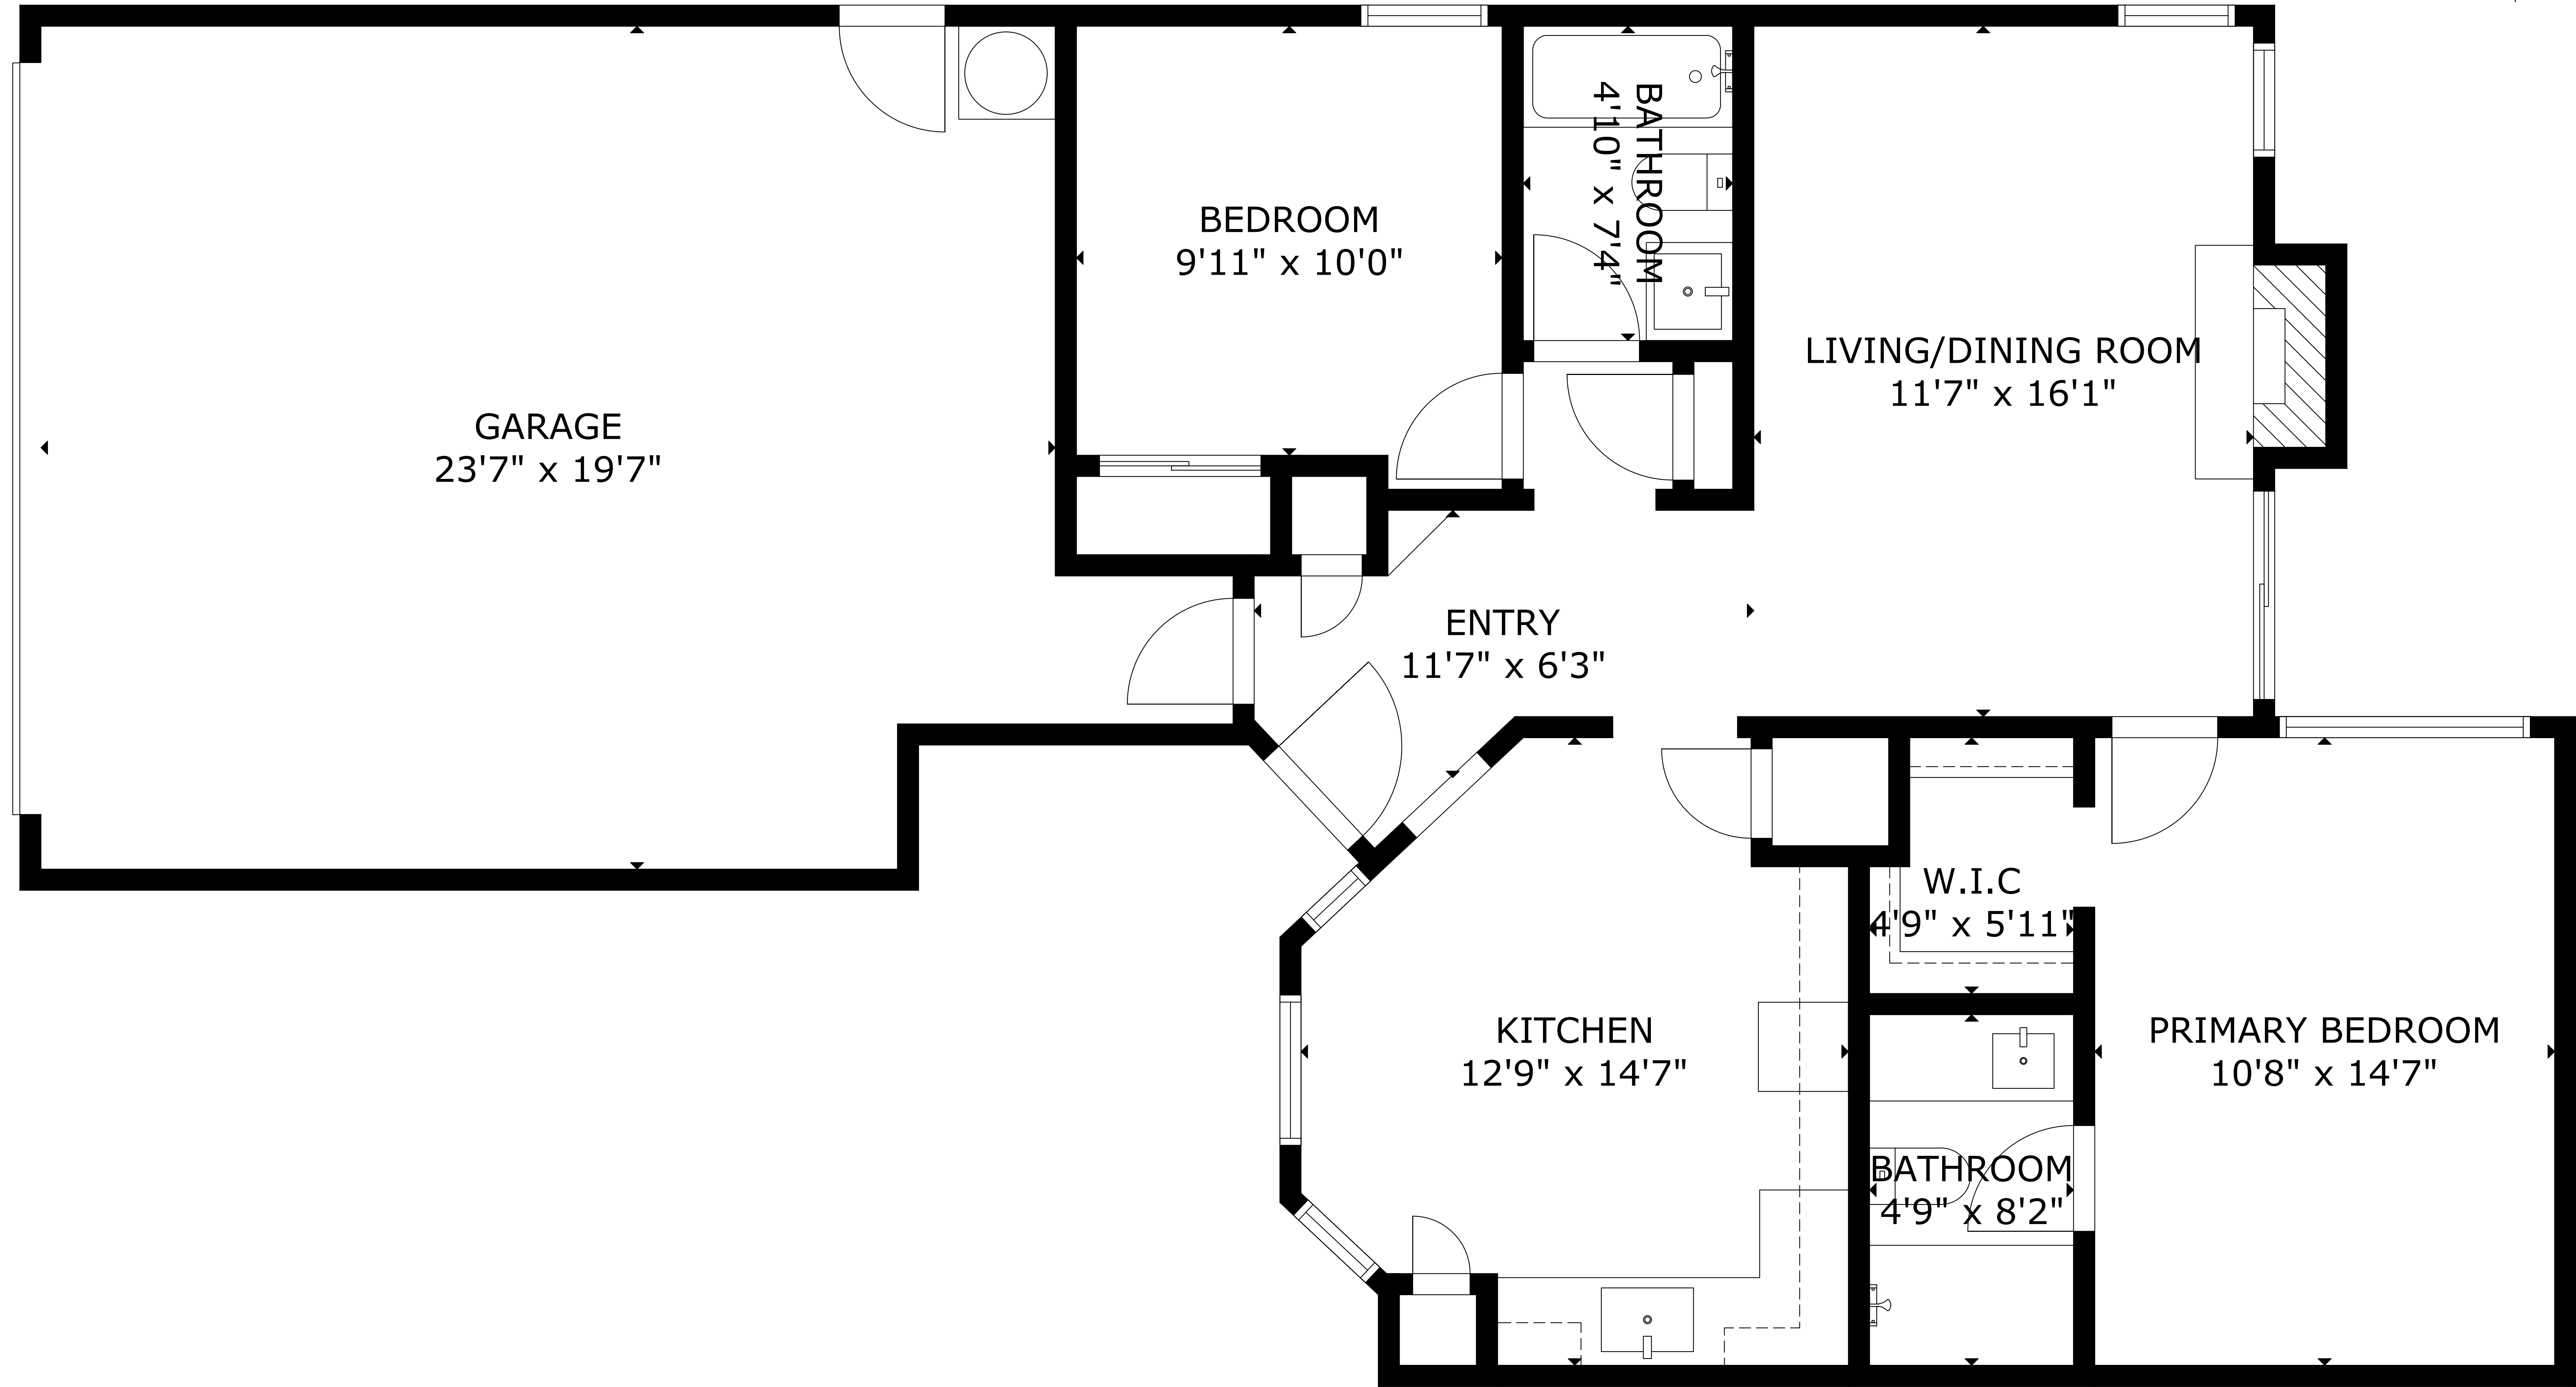 BEDROOM
9'11" x 10'0"
BATHROOM
4'10" x 7'4"
LIVING/DINING ROOM
11'7" x 16'1"
GARAGE
23'7" x 19'7"
ENTRY
11'7" x 6'3"
W.I.C
4'9" x 5'11"
KITCHEN
12'9" x 14'7"
PRIMARY BEDROOM
10'8" x 14'7"
BATHROOM
4'9" x 8'2"